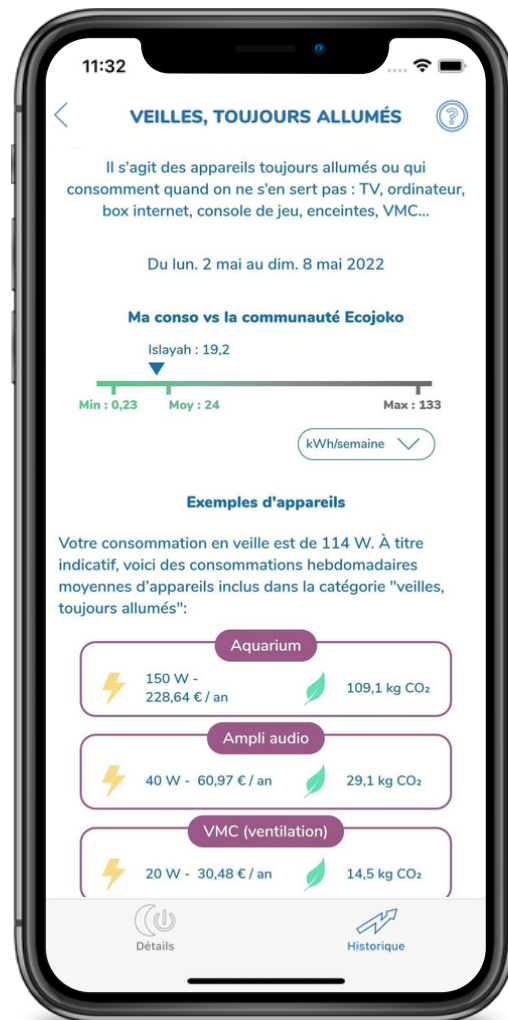 11:32
VEILLES, TOUJOURS ALLUMÉS
?
Il s'agit des appareils toujours allumés ou qui
consomment quand on ne s'en sert pas : TV, ordinateur,
box internet, console de jeu, enceintes, VMC...
Du lun. 2 mai au dim. 8 mai 2022
Ma conso vs la communauté Ecojoko
Islayah : 19,2
Min : 0,23 Moy : 24 Max : 133
kWh/semaine
Exemples d'appareils
Votre consommation en veille est de 114 W. À titre
indicatif, voici des consommations hebdomadaires
moyennes d'appareils inclus dans la catégorie "veilles,
toujours allumés":
Aquarium
150 W -
228,64 € / an
109,1 kg CO₂
Ampli audio
40 W - 60,97 € / an 29,1 kg CO₂
VMC (ventilation)
20 W - 30,48 € / an 14,5 kg CO₂
Détails Historique